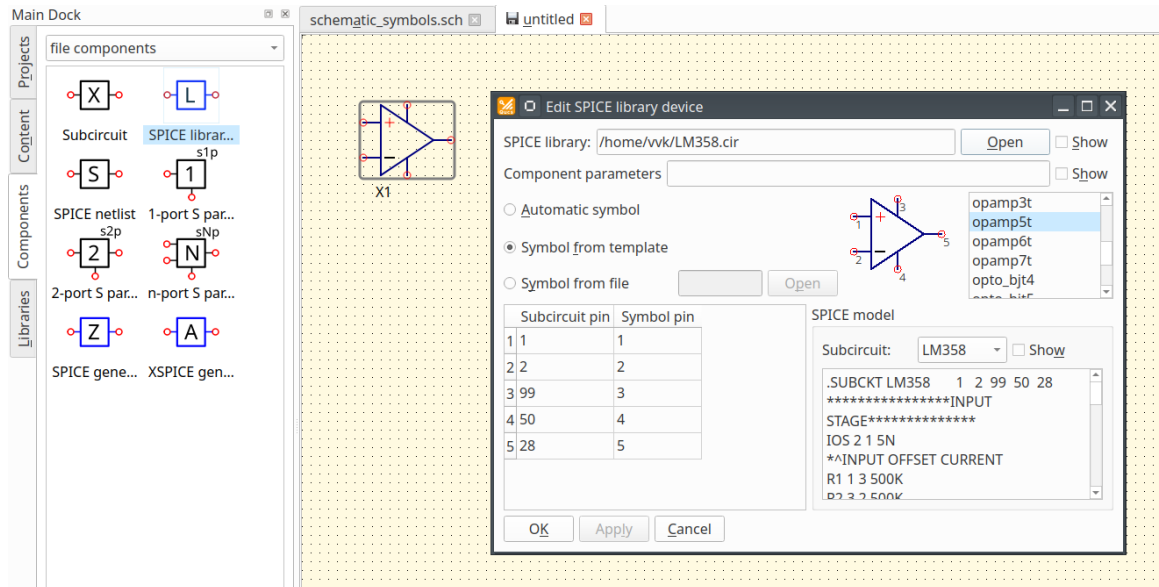 Main Dock
schematic_symbols.sch
untitled
Projects
Content
Components
Libraries
file components
X
L
Subcircuit
SPICE librar...
S
s1p
1
SPICE netlist
1-port S par...
s2p
2
sNp
N
2-port S par...
n-port S par...
Z
A
SPICE gene...
XSPICE gen...
X1
Edit SPICE library device
SPICE library:
/home/vvk/LM358.cir
Open
Show
Component parameters
Show
Automatic symbol
Symbol from template
Symbol from file
Open
1
2
3
4
5
opamp3t
opamp5t
opamp6t
opamp7t
opto_bjt4
opto_bjt5
Subcircuit pin
Symbol pin
1 1 1
2 2 2
3 99 3
4 50 4
5 28 5
SPICE model
Subcircuit:
LM358
Show
.SUBCKT LM358 1 2 99 50 28
****************INPUT
STAGE**************
IOS 2 1 5N
*^INPUT OFFSET CURRENT
R1 1 3 500K
R2 3 2 500K
OK
Apply
Cancel